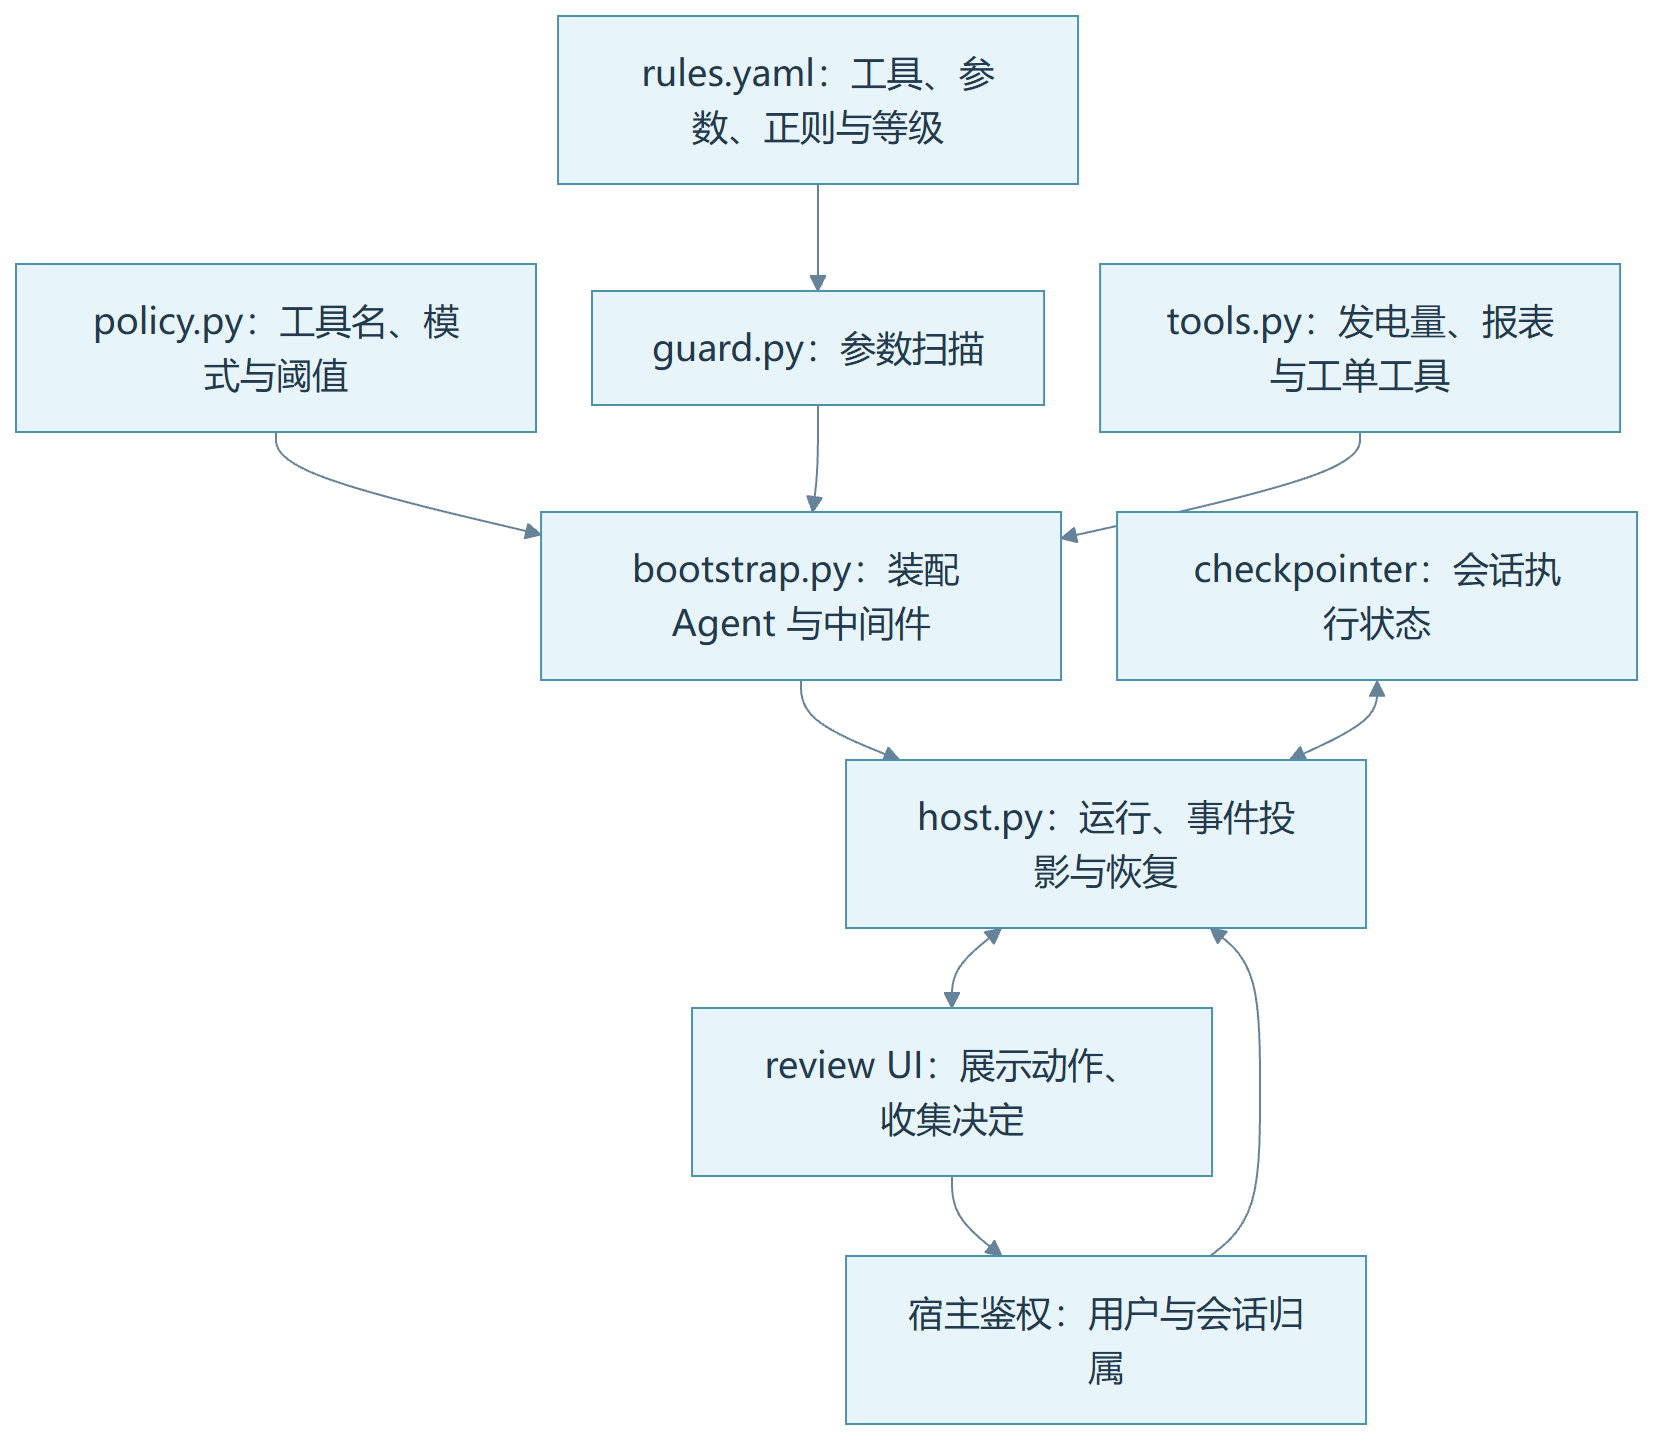 rules.yaml：工具、参
数、正则与等级
policy.py：工具名、模
式与阈值
guard.py：参数扫描
tools.py：发电量、报表
与工单工具
bootstrap.py：装配
Agent 与中间件
checkpointer：会话执
行状态
host.py：运行、事件投
影与恢复
review UI：展示动作、
收集决定
宿主鉴权：用户与会话归
属